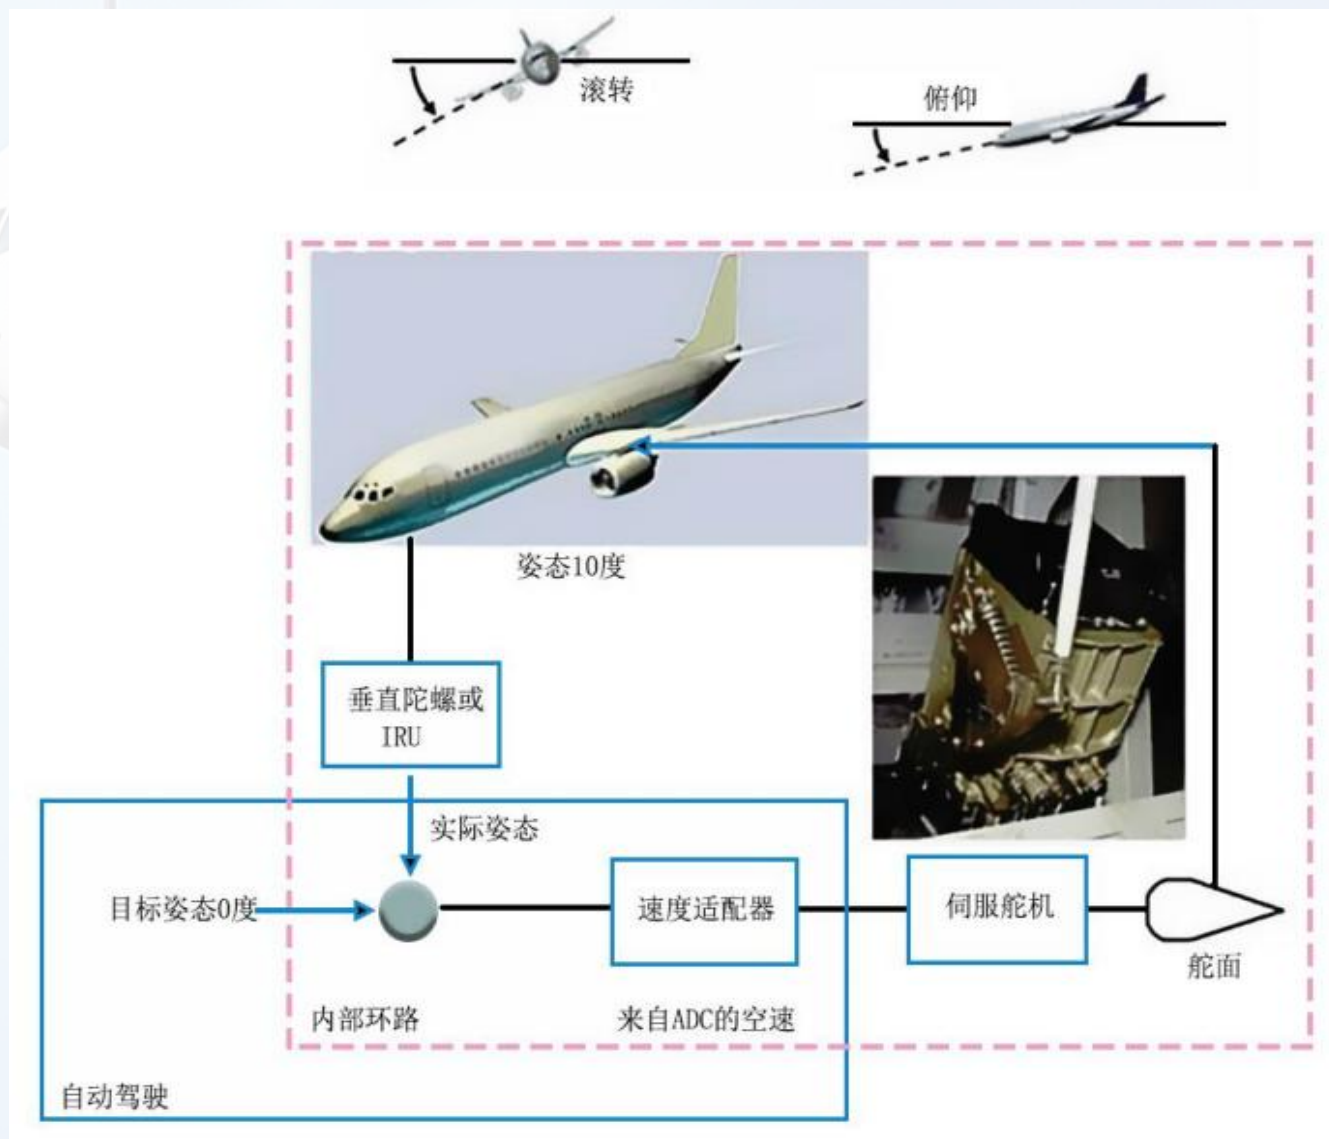 滚转
俯仰
姿态10度
垂直陀螺或
IRU
实际姿态
目标姿态0度
速度适配器
伺服舵机
舵面
内部环路
来自ADC的空速
自动驾驶